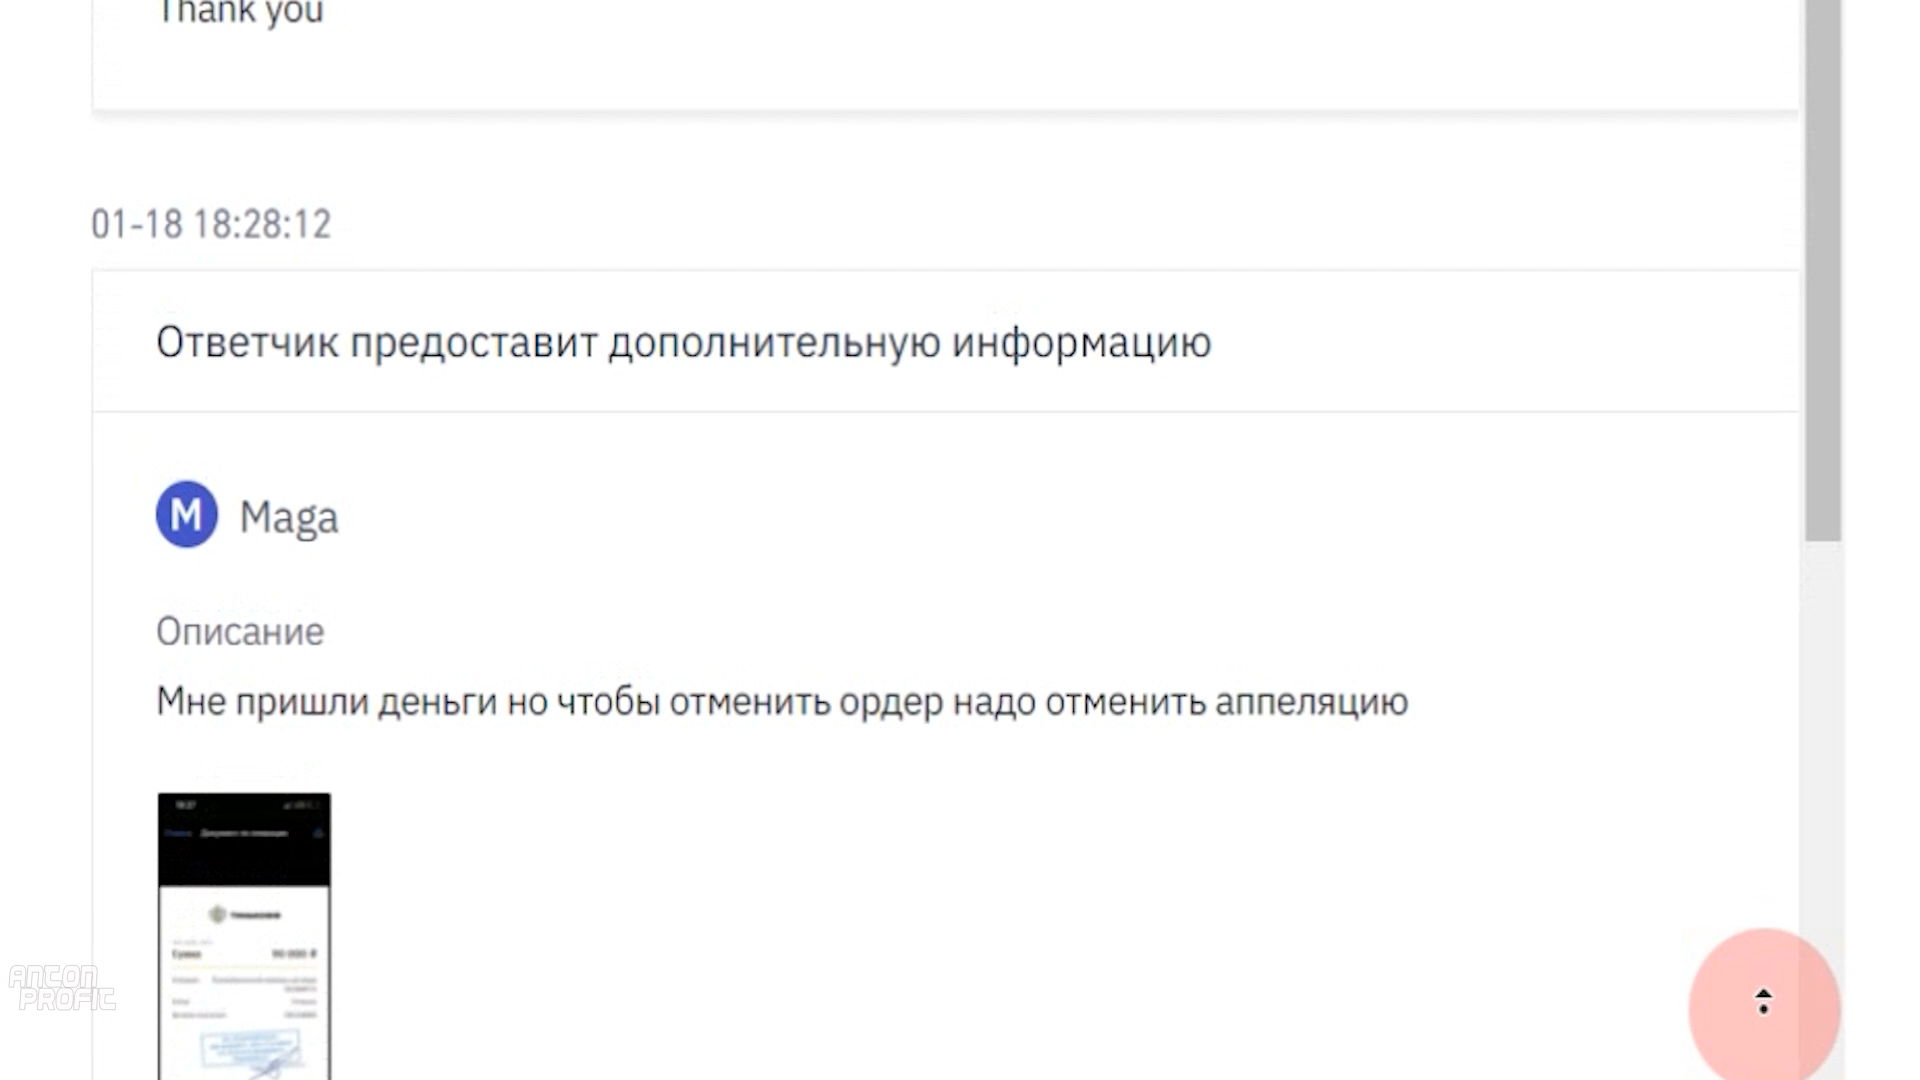 Thank you
01-18 18:28:12
Ответчик предоставит дополнительную информацию
M Maga
Описание
Мне пришли деньги но чтобы отменить ордер надо отменить аппеляцию
Сумма
ANTON
PROFIT